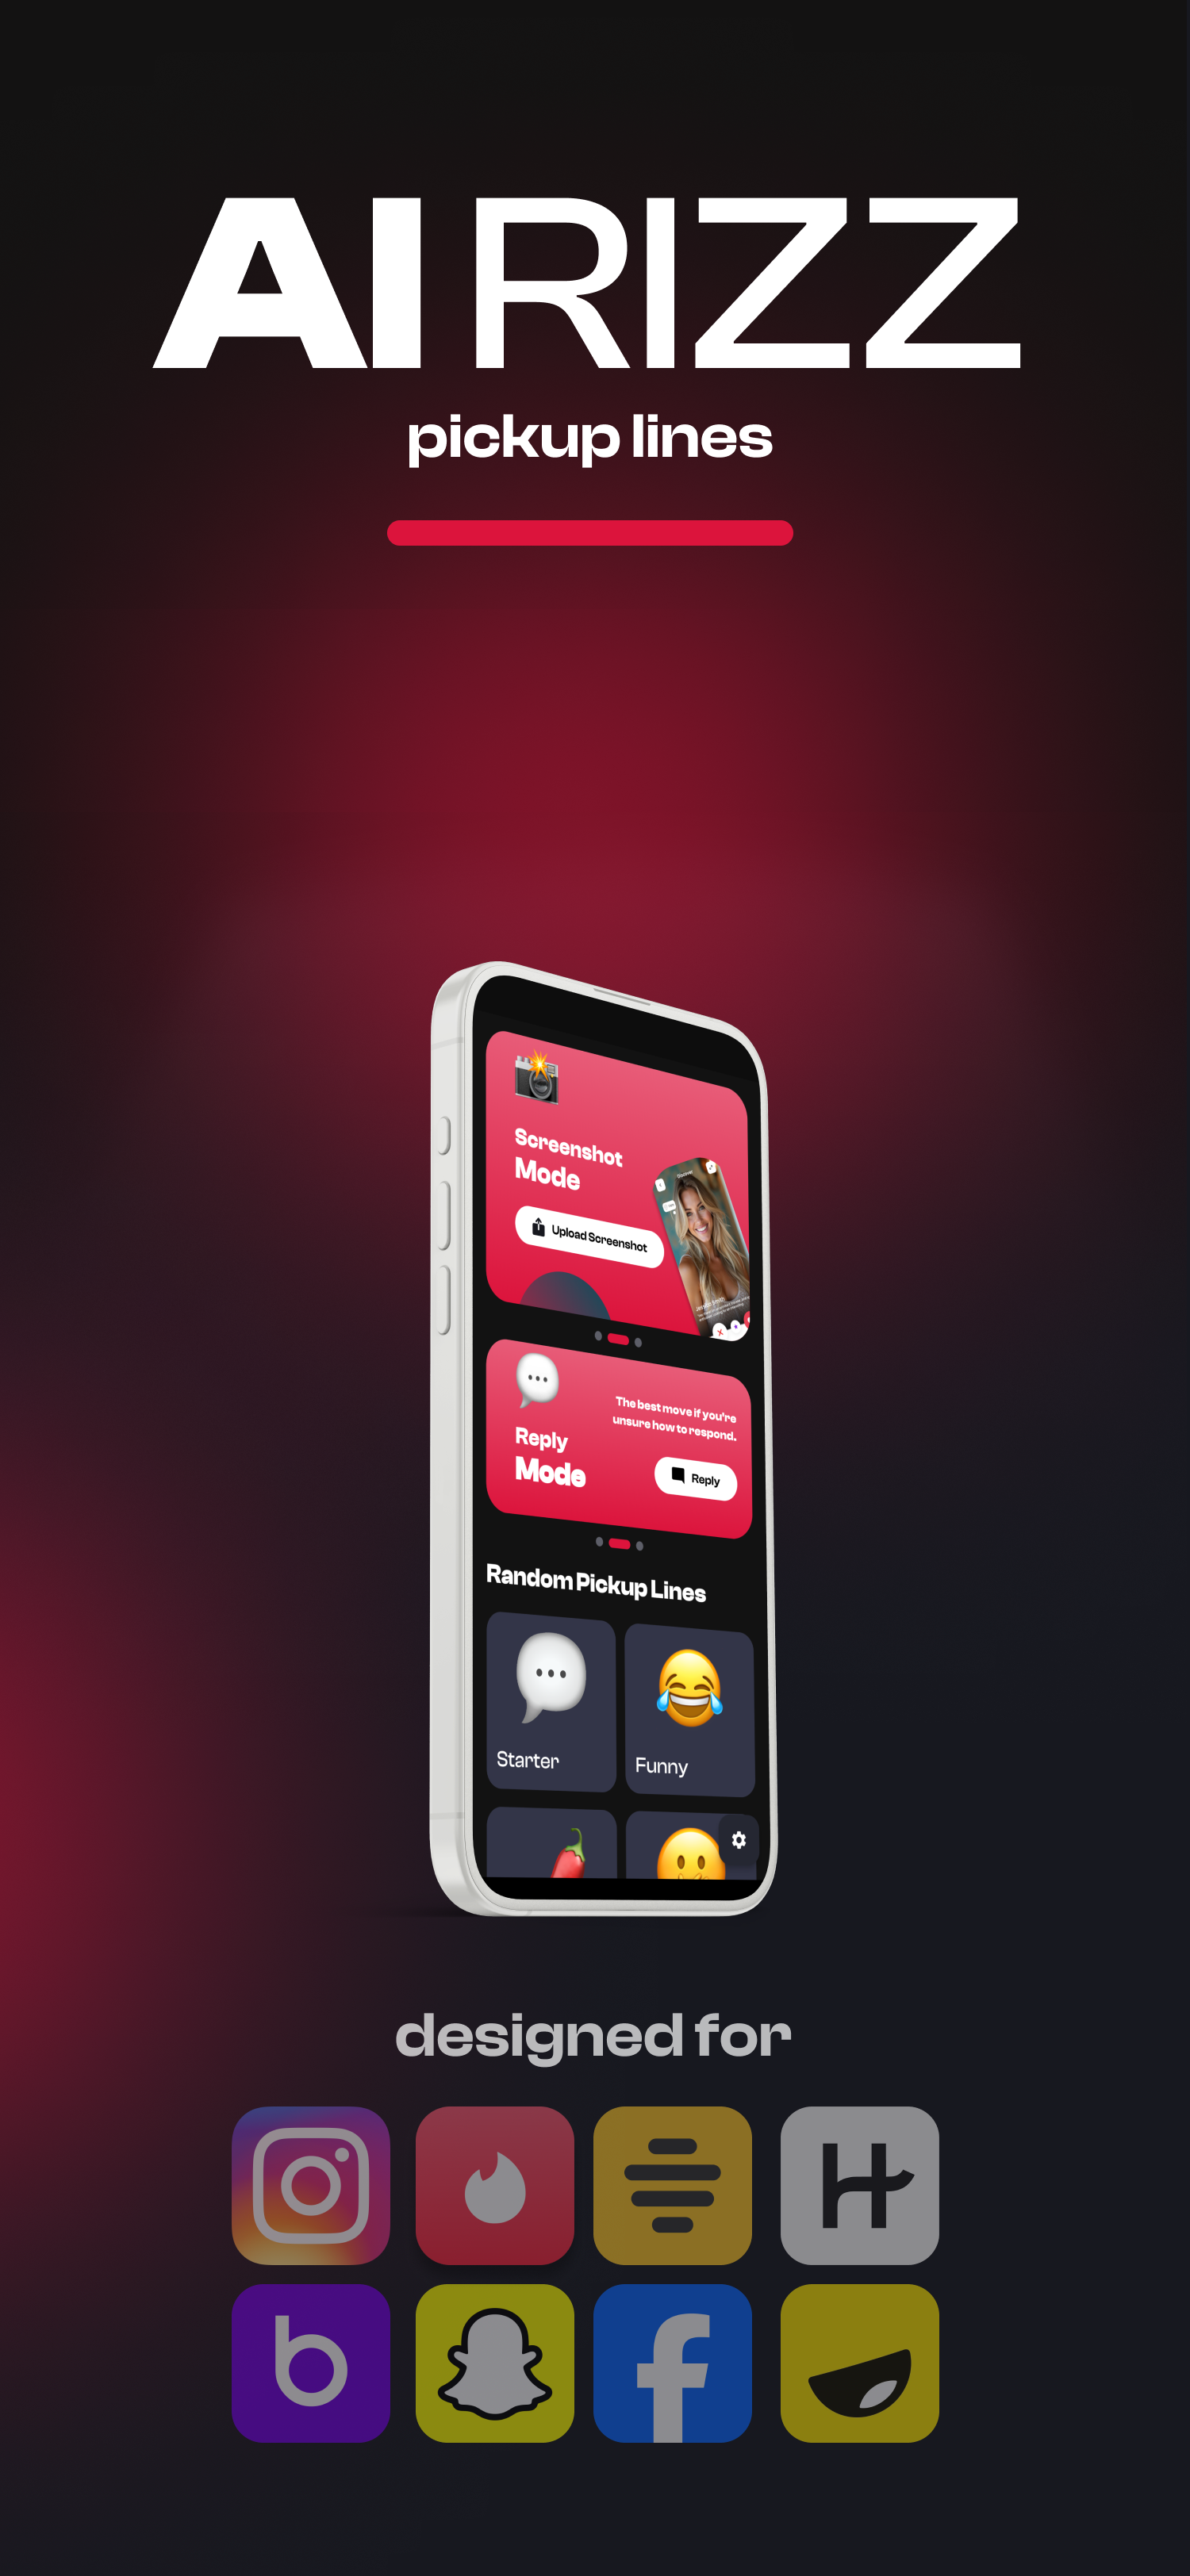 AI RIZZ
pickup lines
Screenshot
Mode
Upload Screenshot
Reply
Mode
The best move if you're
unsure how to respond.
Reply
Random Pickup Lines
Starter
Funny
designed for